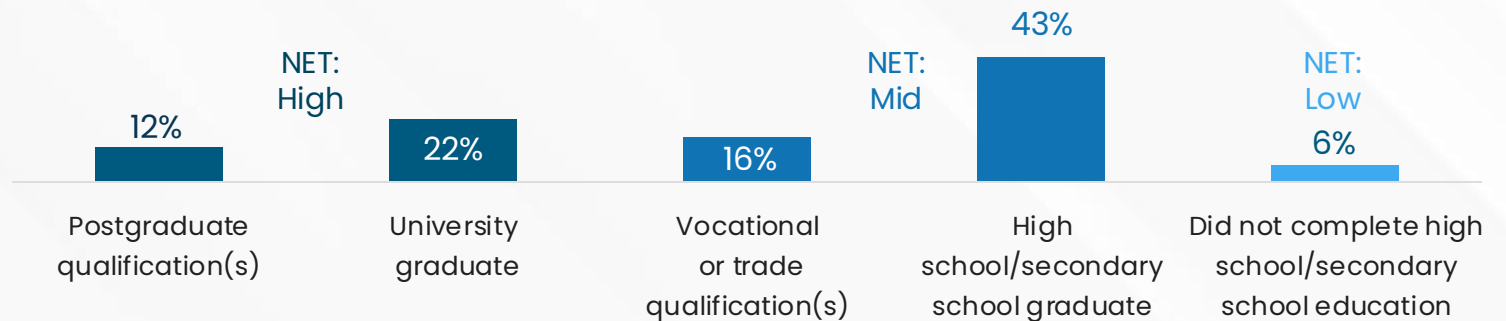 43%
NET:
High
NET:
Mid
NET:
Low
12%
22%
16%
6%
Postgraduate
qualification(s)
University
graduate
Vocational
or trade
qualification(s)
High
school/secondary
school graduate
Did not complete high
school/secondary
school education